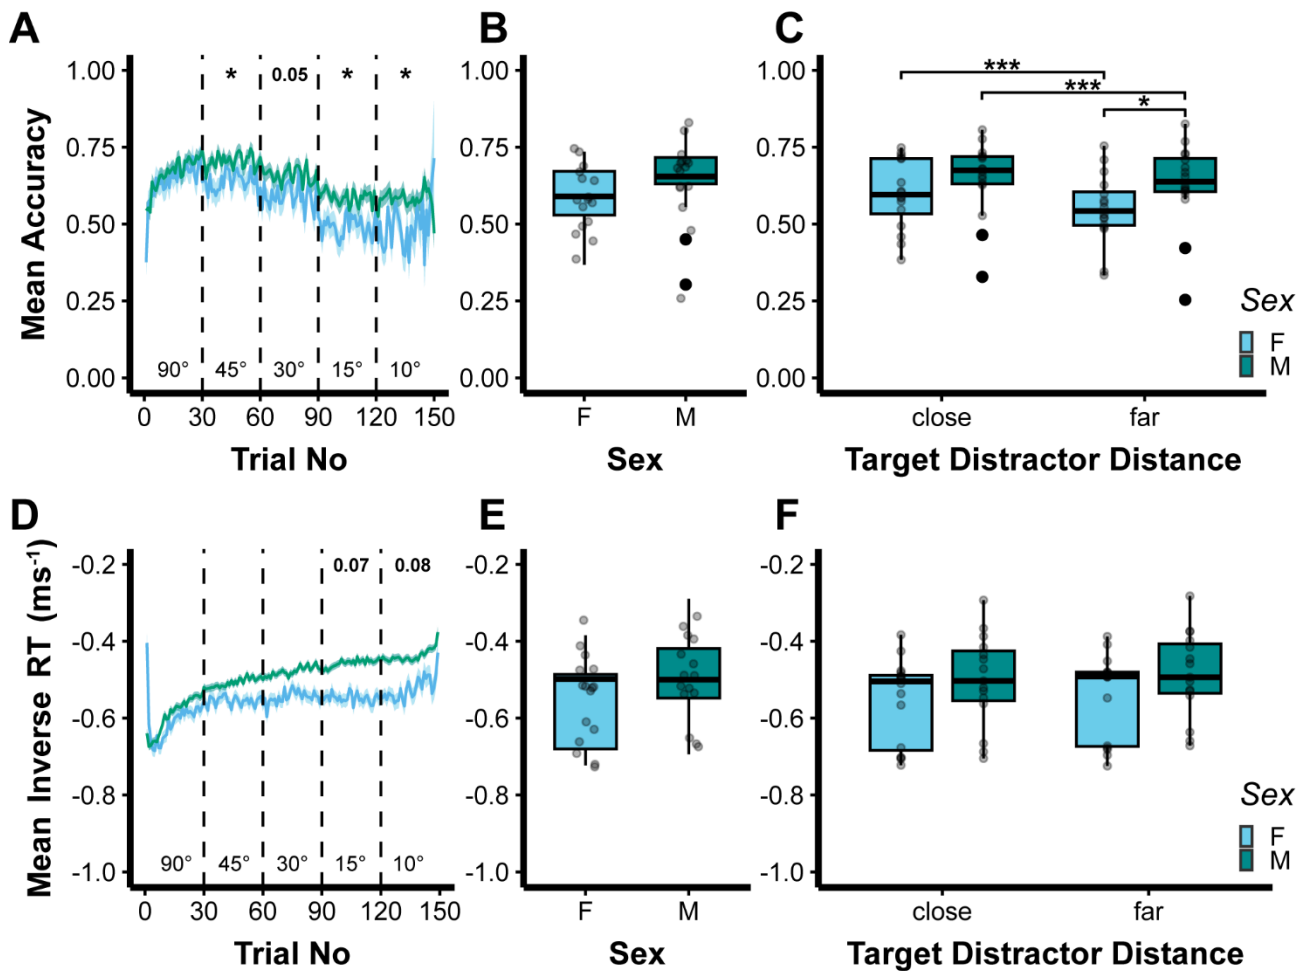 A
Mean Accuracy
1.00
0.75
0.50
0.25
0.00
* 0.05 * *
90° 45° 30° 15° 10°
0 30 60 90 120 150
Trial No
B
1.00
0.75
0.50
0.25
0.00
F M
Sex
C
1.00
0.75
0.50
0.25
0.00
***
***
*
close far
Target Distractor Distance
Sex
F
M
D
Mean Inverse RT (ms⁻¹)
-0.2
-0.4
-0.6
-0.8
-1.0
0.07 0.08
90° 45° 30° 15° 10°
0 30 60 90 120 150
Trial No
E
-0.2
-0.4
-0.6
-0.8
-1.0
F M
Sex
F
-0.2
-0.4
-0.6
-0.8
-1.0
close far
Target Distractor Distance
Sex
F
M